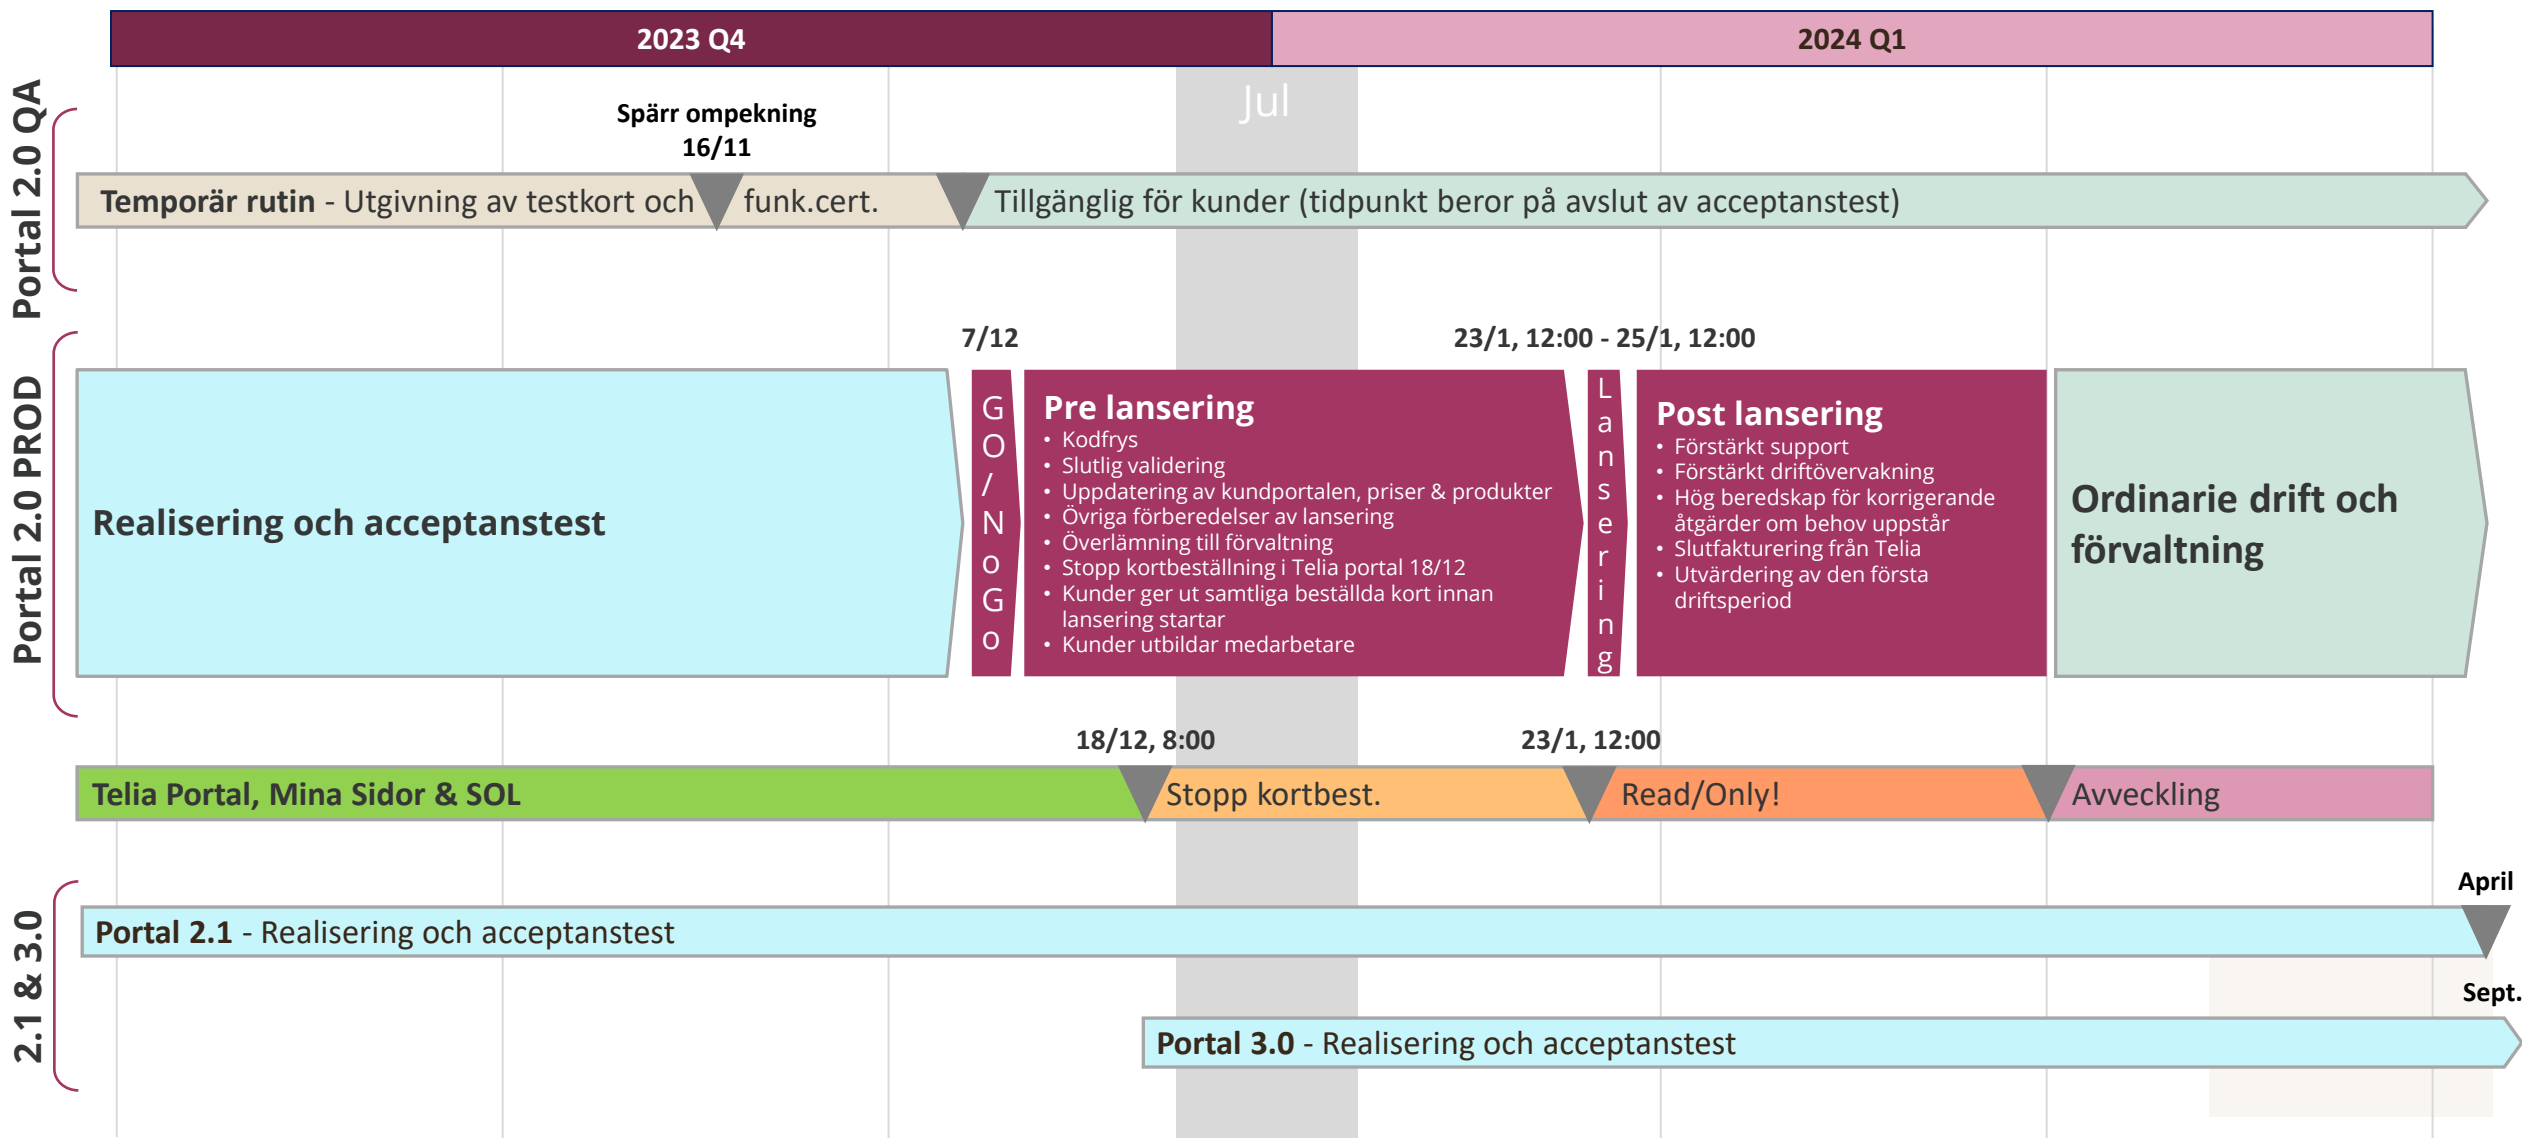 2023 Q4
2024 Q1
Jul
Portal 2.0 QA
Spärr ompekning
16/11
Temporär rutin - Utgivning av testkort och funk.cert.
Tillgänglig för kunder (tidpunkt beror på avslut av acceptanstest)
Portal 2.0 PROD
7/12
23/1, 12:00 - 25/1, 12:00
Realisering och acceptanstest
GO/NoGo
Pre lansering
• Kodfrys
• Slutlig validering
• Uppdatering av kundportalen, priser & produkter
• Övriga förberedelser av lansering
• Överlämning till förvaltning
• Stopp kortbeställning i Telia portal 18/12
• Kunder ger ut samtliga beställda kort innan
lansering startar
• Kunder utbildar medarbetare
Lansering
Post lansering
• Förstärkt support
• Förstärkt driftövervakning
• Hög beredskap för korrigerande
åtgärder om behov uppstår
• Slutfakturering från Telia
• Utvärdering av den första
driftsperiod
Ordinarie drift och
förvaltning
18/12, 8:00
23/1, 12:00
Telia Portal, Mina Sidor & SOL
Stopp kortbest.
Read/Only!
Avveckling
2.1 & 3.0
April
Portal 2.1 - Realisering och acceptanstest
Sept.
Portal 3.0 - Realisering och acceptanstest